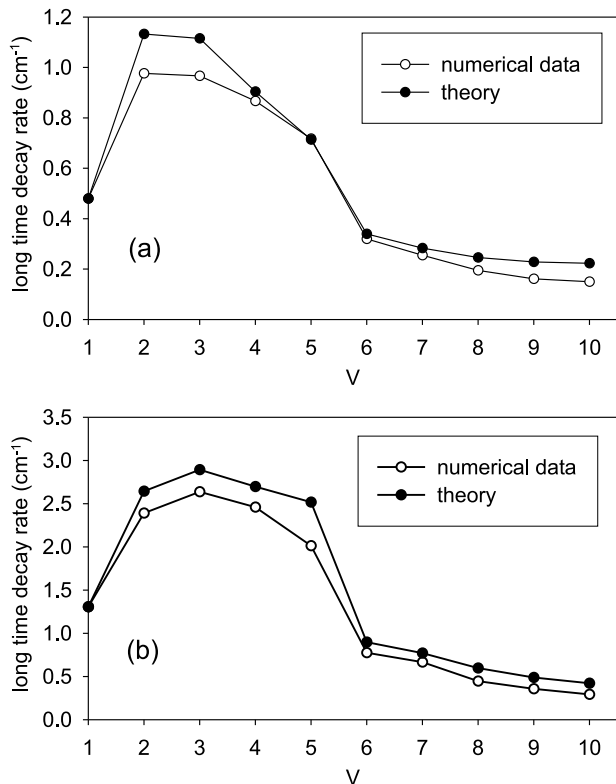 long time decay rate (cm⁻¹)
1.2
1.0
0.8
0.6
0.4
0.2
0.0
numerical data
theory
(a)
1 2 3 4 5 6 7 8 9 10
V
long time decay rate (cm⁻¹)
3.5
3.0
2.5
2.0
1.5
1.0
0.5
0.0
numerical data
theory
(b)
1 2 3 4 5 6 7 8 9 10
V